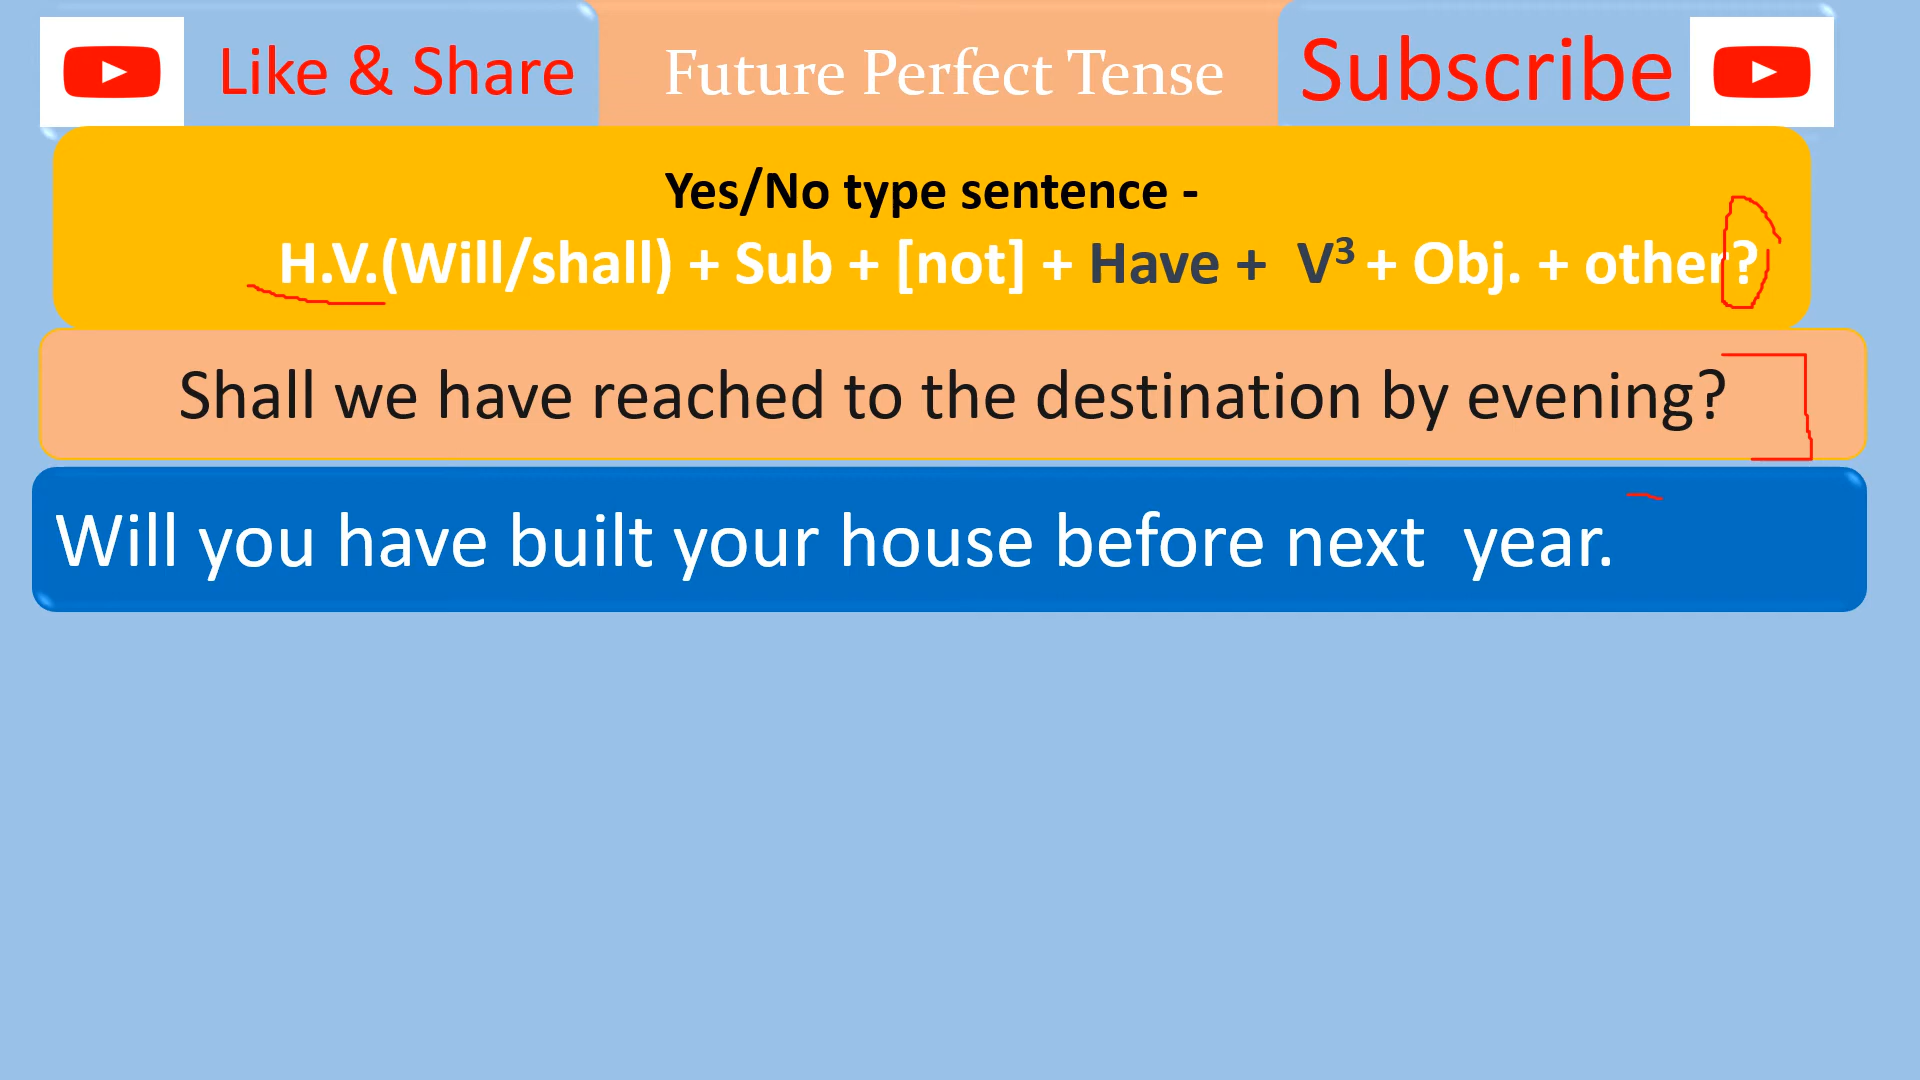 Like & Share
Future Perfect Tense
Subscribe
Yes/No type sentence -
H.V.(Will/shall) + Sub + [not] + Have + V³ + Obj. + other?
Shall we have reached to the destination by evening?
Will you have built your house before next year.